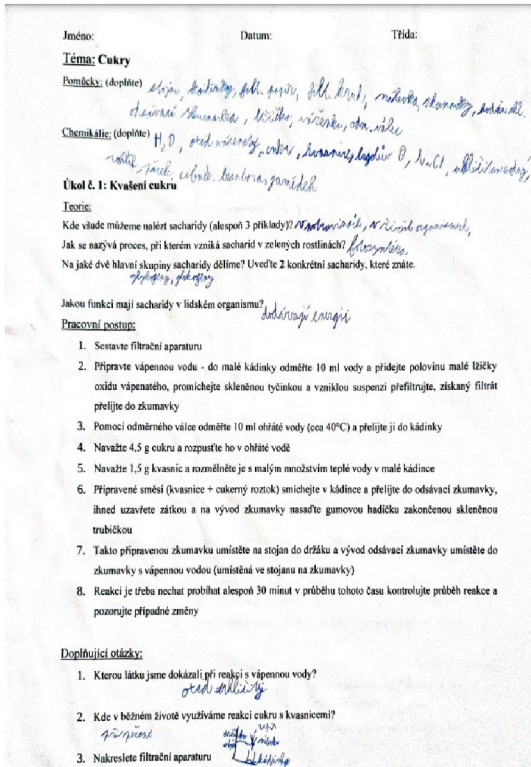 Jméno: Datum: Třída:
Téma: Cukry
Pomůcky: (doplňte) stojan, kádinky, filt. papír, filt. kruh, nálevka, zkumavky,
odsávací zkumavka, lžička, odm. válec
Chemikálie: (doplňte) H₂O, oxid vápenatý, cukr, kvasnice, NaCl,
cibule, brambora,
Úkol č. 1: Kvašení cukru
Teorie:
Kde všude můžeme nalézt sacharidy (alespoň 3 příklady)? v organismech,
Jak se nazývá proces, při kterém vzniká sacharid v zelených rostlinách? fotosyntéza
Na jaké dvě hlavní skupiny sacharidy dělíme? Uveďte 2 konkrétní sacharidy, které znáte.
Jakou funkci mají sacharidy v lidském organismu? dodávají energii
Pracovní postup:
1. Sestavte filtrační aparaturu
2. Připravte vápennou vodu - do malé kádinky odměřte 10 ml vody a přidejte polovinu malé lžičky
oxidu vápenatého, promíchejte skleněnou tyčinkou a vzniklou suspenzi přefiltrujte, získaný filtrát
přelijte do zkumavky
3. Pomocí odměrného válce odměřte 10 ml ohřáté vody (cca 40°C) a přelijte ji do kádinky
4. Navažte 4,5 g cukru a rozpusťte ho v ohřáté vodě
5. Navažte 1,5 g kvasnic a rozmělněte je s malým množstvím teplé vody v malé kádince
6. Připravené směsi (kvasnice + cukerný roztok) smíchejte v kádince a přelijte do odsávací zkumavky,
ihned uzavřete zátkou a na vývod zkumavky nasaďte gumovou hadičku zakončenou skleněnou
trubičkou
7. Takto připravenou zkumavku umístěte na stojan do držáku a vývod odsávací zkumavky umístěte do
zkumavky s vápennou vodou (umístěná ve stojanu na zkumavky)
8. Reakci je třeba nechat probíhat alespoň 30 minut v průběhu tohoto času kontrolujte průběh reakce a
pozorujte případné změny
Doplňující otázky:
1. Kterou látku jsme dokázali při reakci s vápennou vody?
oxid uhličitý
2. Kde v běžném životě využíváme reakci cukru s kvasnicemi?
při pečení
3. Nakreslete filtrační aparaturu
kádinka